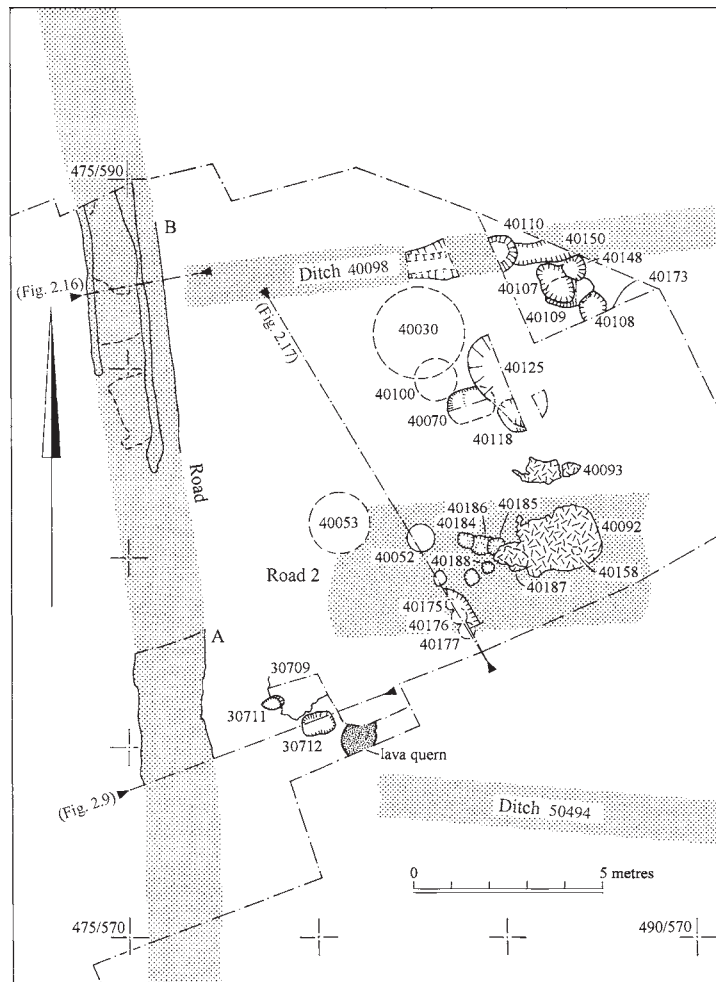 475/590
B
40110
40150
40148
Ditch 40098
40173
(Fig. 2.16)
40107
40109
40108
40030
(Fig. 2.17)
40125
40100
40070
40118
Road
40093
40186
40185
40184
40092
40053
40052
Road 2
40188
40187
40158
40175
40176
40177
A
30709
30711
30712
lava quern
(Fig. 2.9)
Ditch 50494
0
5 metres
475/570
490/570